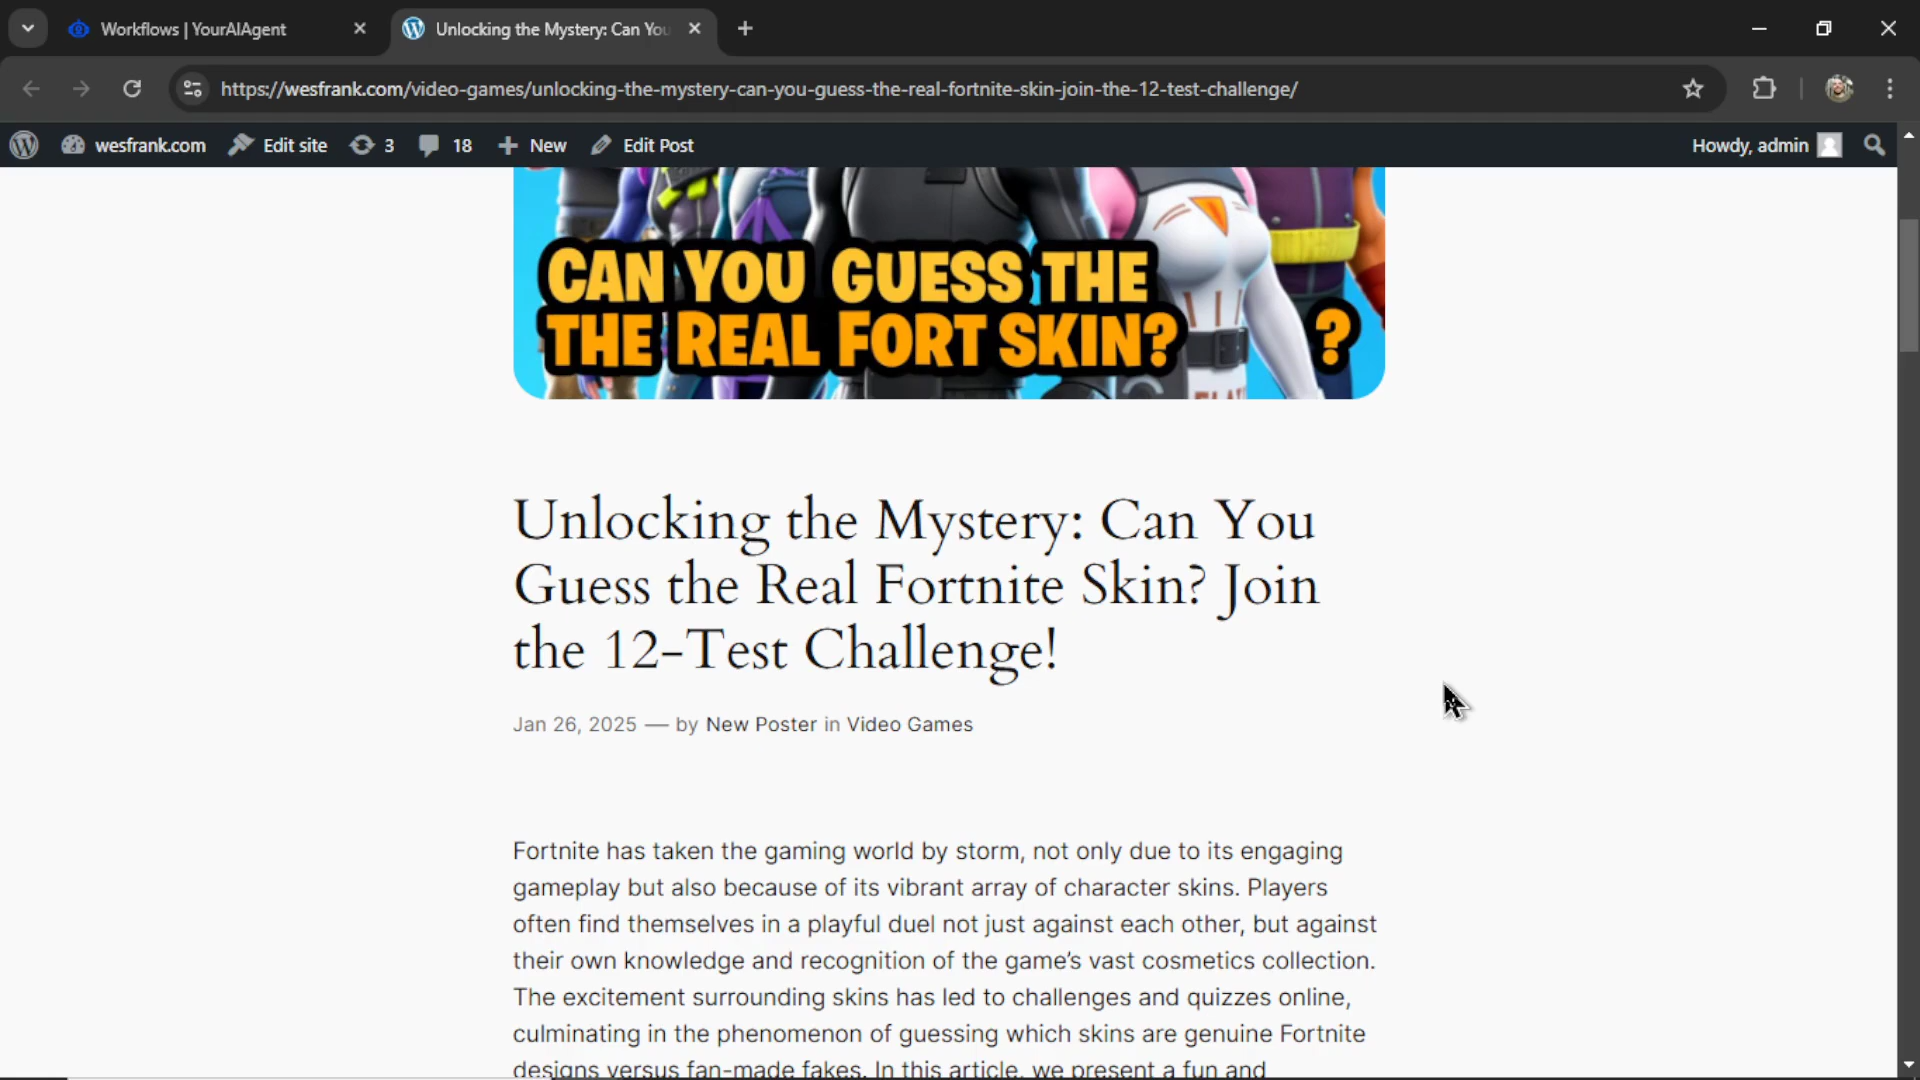 Workflows | YourAIAgent
Unlocking the Mystery: Can You
https://wesfrank.com/video-games/unlocking-the-mystery-can-you-guess-the-real-fortnite-skin-join-the-12-test-challenge/
wesfrank.com Edit site 3 18 New Edit Post Howdy, admin
CAN YOU GUESS THE
THE REAL FORT SKIN? ?
Unlocking the Mystery: Can You
Guess the Real Fortnite Skin? Join
the 12-Test Challenge!
Jan 26, 2025 — by New Poster in Video Games
Fortnite has taken the gaming world by storm, not only due to its engaging
gameplay but also because of its vibrant array of character skins. Players
often find themselves in a playful duel not just against each other, but against
their own knowledge and recognition of the game’s vast cosmetics collection.
The excitement surrounding skins has led to challenges and quizzes online,
culminating in the phenomenon of guessing which skins are genuine Fortnite
designs versus fan-made fakes. In this article, we present a fun and